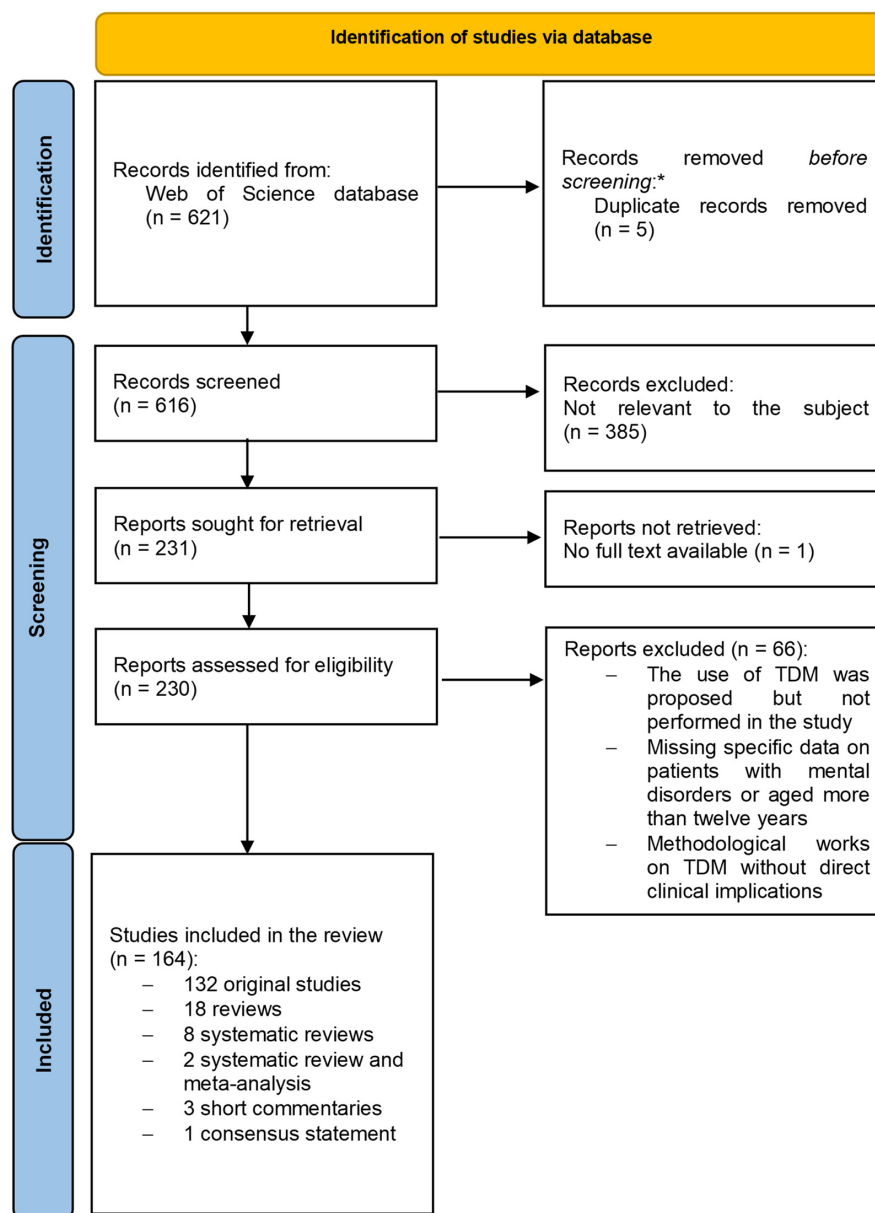 Identification of studies via database
Identification
Records identified from:
Web of Science database
(n = 621)
Records removed before
screening:*
Duplicate records removed
(n = 5)
Screening
Records screened
(n = 616)
Records excluded:
Not relevant to the subject
(n = 385)
Reports sought for retrieval
(n = 231)
Reports not retrieved:
No full text available (n = 1)
Reports assessed for eligibility
(n = 230)
Reports excluded (n = 66):
– The use of TDM was
proposed but not
performed in the study
– Missing specific data on
patients with mental
disorders or aged more
than twelve years
– Methodological works
on TDM without direct
clinical implications
Included
Studies included in the review
(n = 164):
– 132 original studies
– 18 reviews
– 8 systematic reviews
– 2 systematic review and
meta-analysis
– 3 short commentaries
– 1 consensus statement